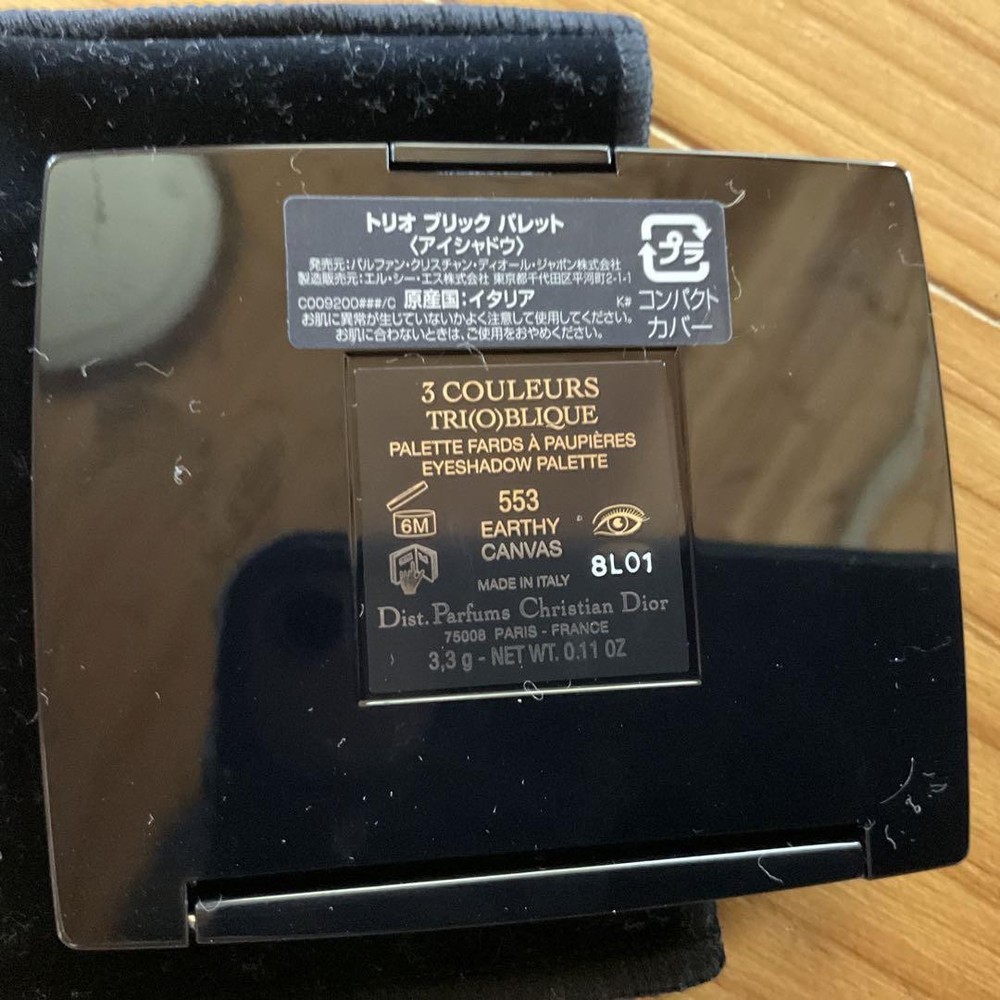 トリオ ブリック パレット
〈アイシャドウ〉
発売元:パルファン・クリスチャン・ディオール・ジャポン株式会社
製造販売元:エル・シー・エス株式会社 東京都千代田区平河町2-1-1
C009200###/C 原産国:イタリア K#
お肌に異常が生じていないかよく注意して使用してください。
お肌に合わないときは、ご使用をおやめください。
プラ
コンパクト
カバー
3 COULEURS
TRI(O)BLIQUE
PALETTE FARDS À PAUPIÈRES
EYESHADOW PALETTE
6M
553
EARTHY
CANVAS
8L01
MADE IN ITALY
Dist. Parfums Christian Dior
75008 PARIS - FRANCE
3,3 g - NET WT. 0.11 OZ